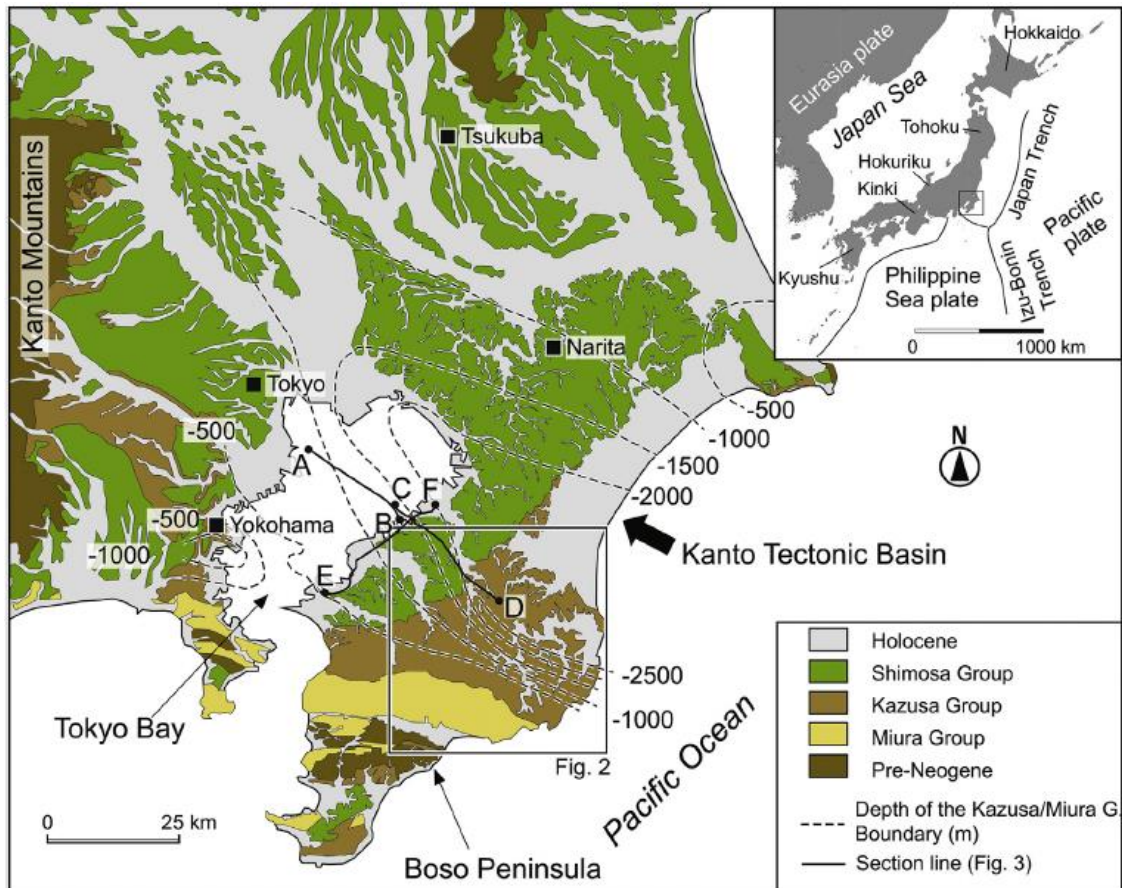 Kanto Mountains
Tsukuba
Narita
Tokyo
-500
-500
Yokohama
-1000
A
C
F
B
E
D
-500
-1000
-1500
-2000
Kanto Tectonic Basin
-2500
-1000
Tokyo Bay
Fig. 2
Pacific Ocean
Boso Peninsula
0
25 km
N
Eurasia plate
Japan Sea
Hokkaido
Tohoku
Hokuriku
Kinki
Kyushu
Japan Trench
Pacific
plate
Philippine
Sea plate
Izu-Bonin
Trench
0
1000 km
Holocene
Shimosa Group
Kazusa Group
Miura Group
Pre-Neogene
Depth of the Kazusa/Miura G.
Boundary (m)
Section line (Fig. 3)